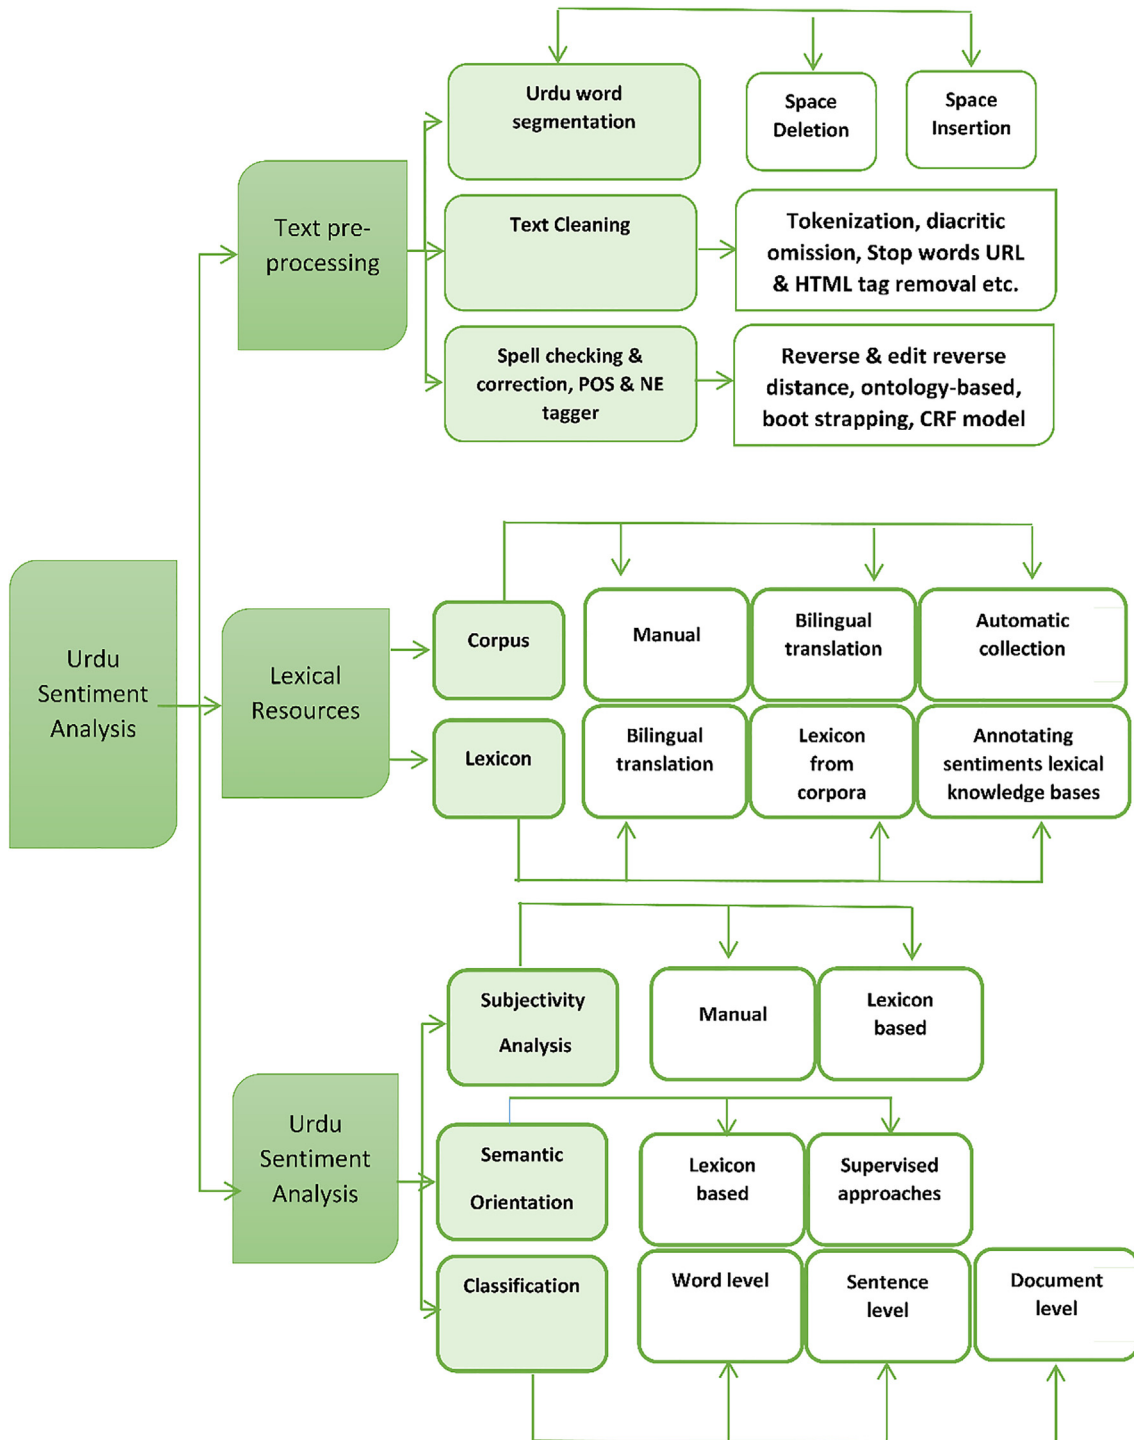 Urdu word
segmentation
Space
Deletion
Space
Insertion
Text pre-
processing
Text Cleaning
Tokenization, diacritic
omission, Stop words URL
& HTML tag removal etc.
Spell checking &
correction, POS & NE
tagger
Reverse & edit reverse
distance, ontology-based,
boot strapping, CRF model
Urdu
Sentiment
Analysis
Lexical
Resources
Corpus
Manual
Bilingual
translation
Automatic
collection
Lexicon
Bilingual
translation
Lexicon
from
corpora
Annotating
sentiments lexical
knowledge bases
Urdu
Sentiment
Analysis
Subjectivity
Analysis
Manual
Lexicon
based
Semantic
Orientation
Lexicon
based
Supervised
approaches
Classification
Word level
Sentence
level
Document
level